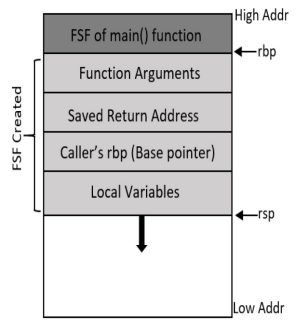 High Addr
FSF of main() function
rbp
Function Arguments
Saved Return Address
Caller's rbp (Base pointer)
Local Variables
FSF Created
rsp
Low Addr